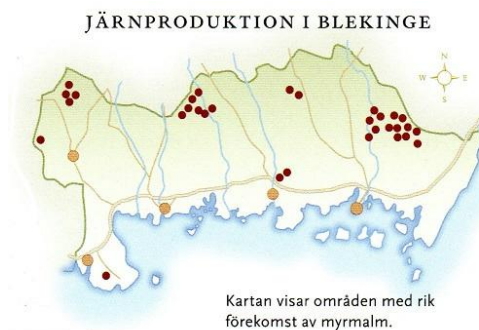 JÄRNPRODUKTION I BLEKINGE
N
W E
S
Kartan visar områden med rik
förekomst av myrmalm.